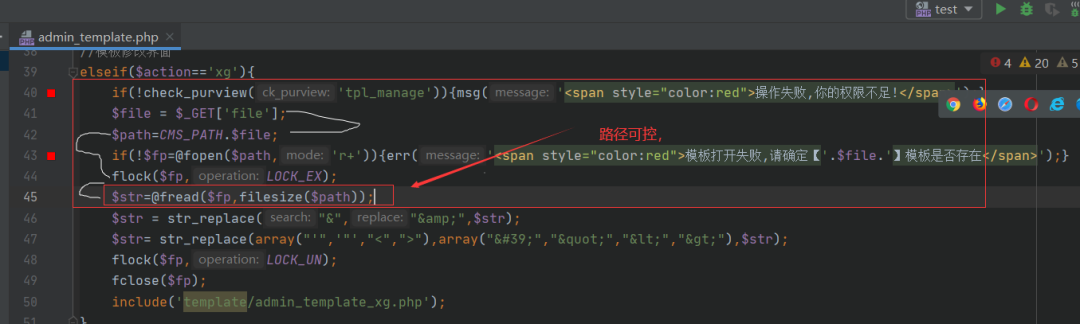 test
admin_template.php
38 //模板修改界面
39 elseif($action=='xg'){
4 20 5
40 if(!check_purview( ck_purview: 'tpl_manage')){msg( message: '<span style="color:red">操作失败,你的权限不足!</span>'
41 $file = $_GET['file'];
42 $path=CMS_PATH.$file;
路径可控,
43 if(!$fp=@fopen($path, mode: 'r+')){err( message: '<span style="color:red">模板打开失败,请确定【'.$file.'】模板是否存在</span>');}
44 flock($fp, operation: LOCK_EX);
45 $str=@fread($fp,filesize($path));
46 $str = str_replace( search: "&", replace: "&amp;",$str);
47 $str= str_replace(array("'",'"',"<",">"),array("&#39;","&quot;","&lt;","&gt;"),$str);
48 flock($fp, operation: LOCK_UN);
49 fclose($fp);
50 include('template/admin_template_xg.php');
51 }